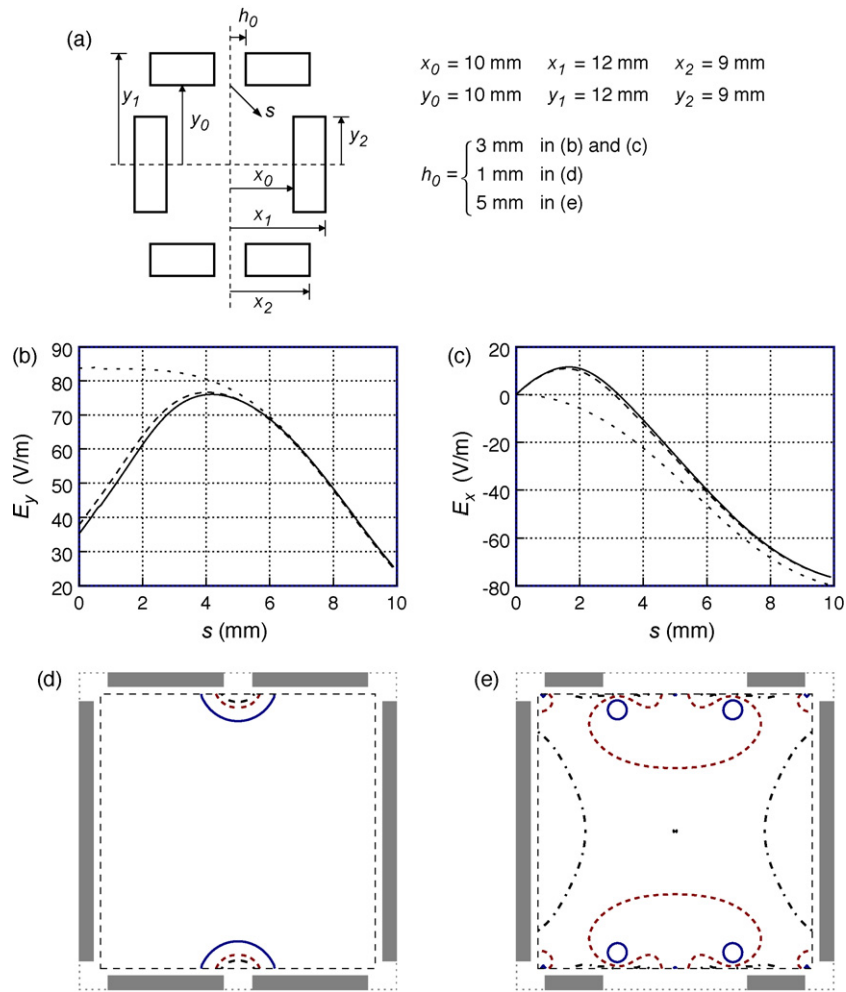 (a)
h0
y1
y0
s
y2
x0
x1
x2
x0 = 10 mm x1 = 12 mm x2 = 9 mm
y0 = 10 mm y1 = 12 mm y2 = 9 mm
h0 = { 3 mm in (b) and (c)
1 mm in (d)
5 mm in (e)
(b)
90
80
70
60
50
40
30
20
Ey (V/m)
0 2 4 6 8 10
s (mm)
(c)
20
0
-20
-40
-60
-80
Ex (V/m)
0 2 4 6 8 10
s (mm)
(d)
(e)